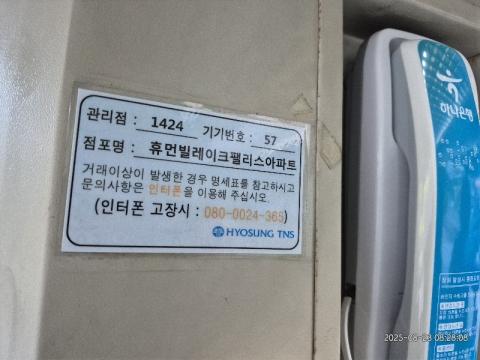 관리점 : 1424 기기번호 : 57
점포명 : 휴먼빌레이크팰리스아파트
거래이상이 발생한 경우 명세표를 참고하시고
문의사항은 인터폰을 이용해 주십시오.
(인터폰 고장시 : 080-0024-365)
HYOSUNG TNS
하나은행
2025-08-28 08:28:08